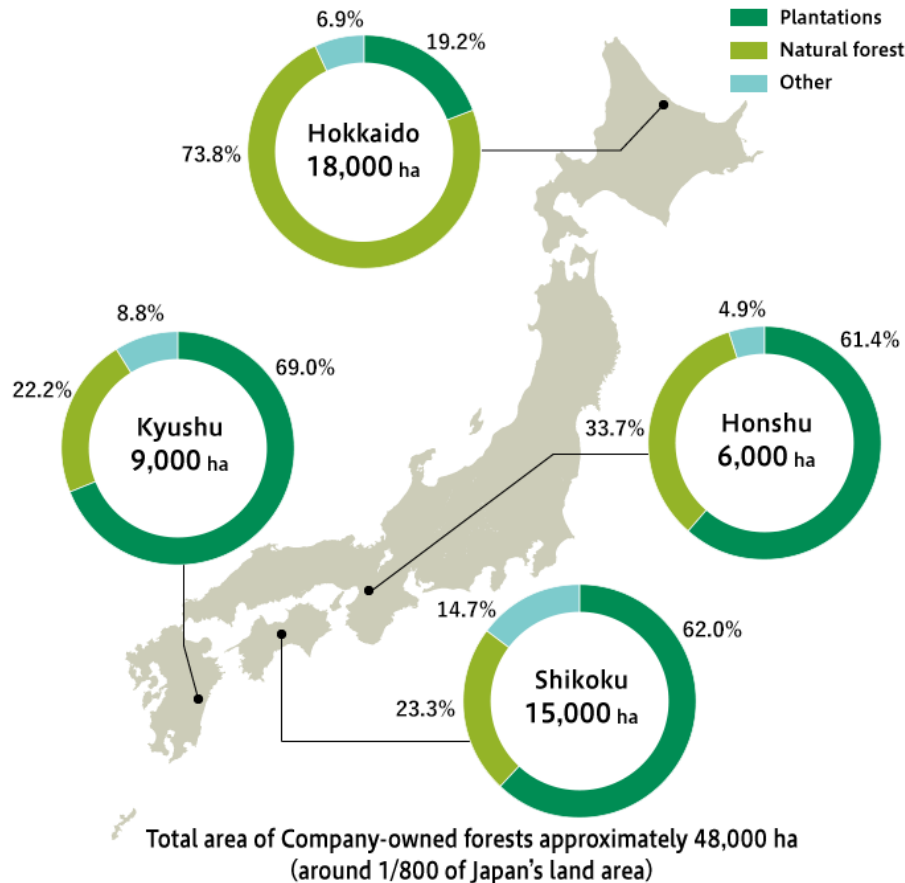 Plantations
Natural forest
Other
6.9%
19.2%
73.8%
Hokkaido
18,000 ha
8.8%
69.0%
22.2%
Kyushu
9,000 ha
4.9%
61.4%
33.7%
Honshu
6,000 ha
14.7%
62.0%
23.3%
Shikoku
15,000 ha
Total area of Company-owned forests approximately 48,000 ha
(around 1/800 of Japan's land area)